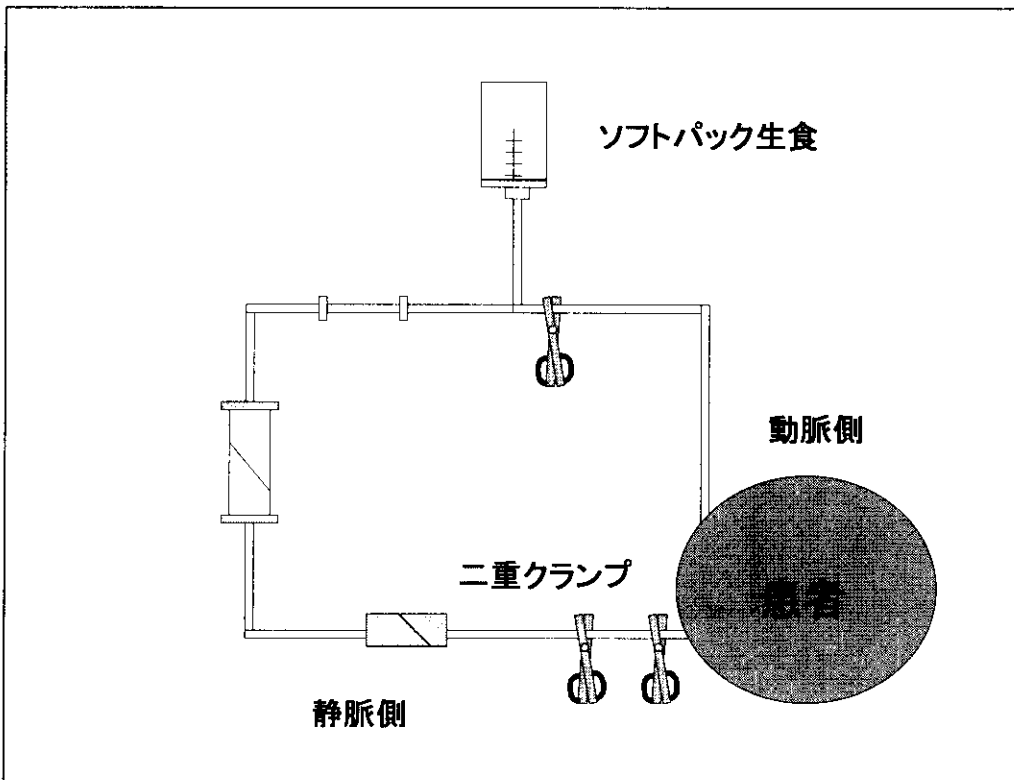 ソフトパック生食
動脈側
二重クランプ
患者
静脈側